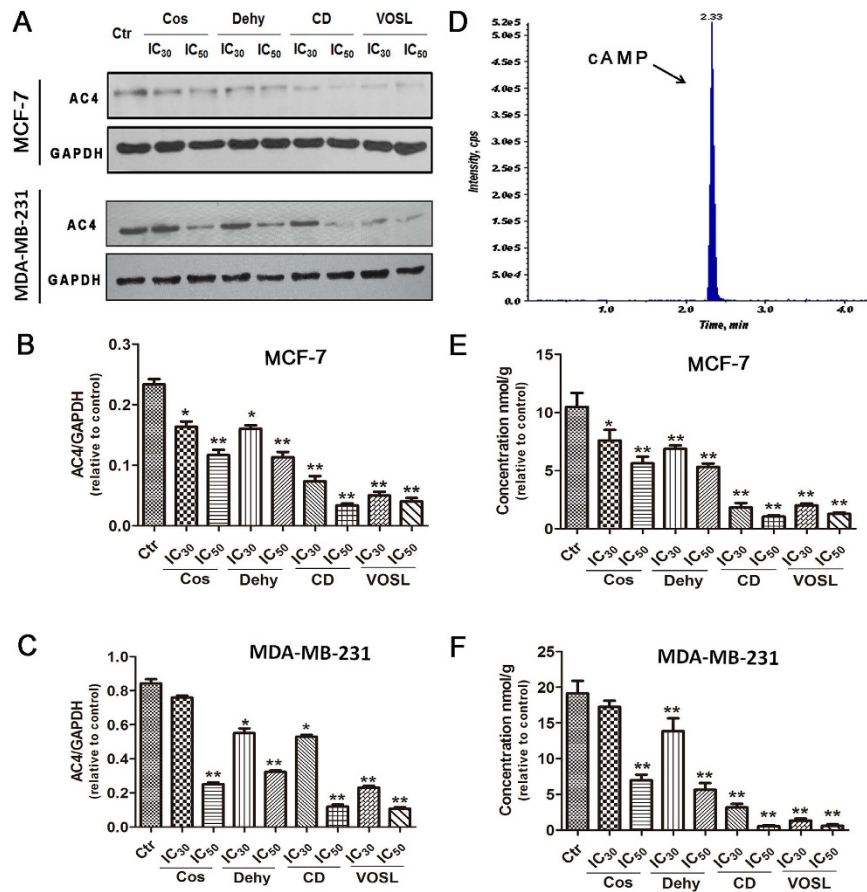 A
Ctr
Cos Dehy CD VOSL
IC30 IC50 IC30 IC50 IC30 IC50 IC30 IC50
MCF-7
AC4
GAPDH
MDA-MB-231
AC4
GAPDH
D
2.33
cAMP
Intensity, cps
5.2e5
5.0e5
4.5e5
4.0e5
3.5e5
3.0e5
2.5e5
2.0e5
1.5e5
1.0e5
5.0e4
0.0
1.0 2.0 3.0 4.0
Time, min
B
MCF-7
AC4/GAPDH
(relative to control)
0.3
0.2
0.1
0.0
* ** * ** ** ** ** **
Ctr IC30 IC50 IC30 IC50 IC30 IC50 IC30 IC50
Cos Dehy CD VOSL
E
MCF-7
Concentration nmol/g
(relative to control)
15
10
5
0
* ** ** ** ** ** ** **
Ctr IC30 IC50 IC30 IC50 IC30 IC50 IC30 IC50
Cos Dehy CD VOSL
C
MDA-MB-231
AC4/GAPDH
(relative to control)
1.0
0.8
0.6
0.4
0.2
0.0
** * ** * ** ** **
Ctr IC30 IC50 IC30 IC50 IC30 IC50 IC30 IC50
Cos Dehy CD VOSL
F
MDA-MB-231
Concentration nmol/g
(relative to control)
25
20
15
10
5
0
** ** ** ** ** ** **
Ctr IC30 IC50 IC30 IC50 IC30 IC50 IC30 IC50
Cos Dehy CD VOSL